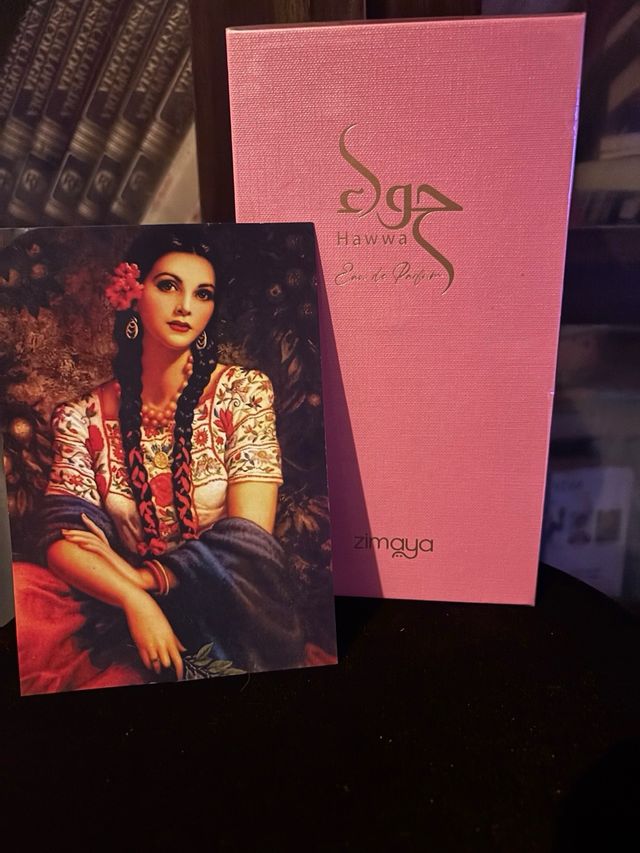 حواء
Hawwa
Eau de Parfum
zimaya